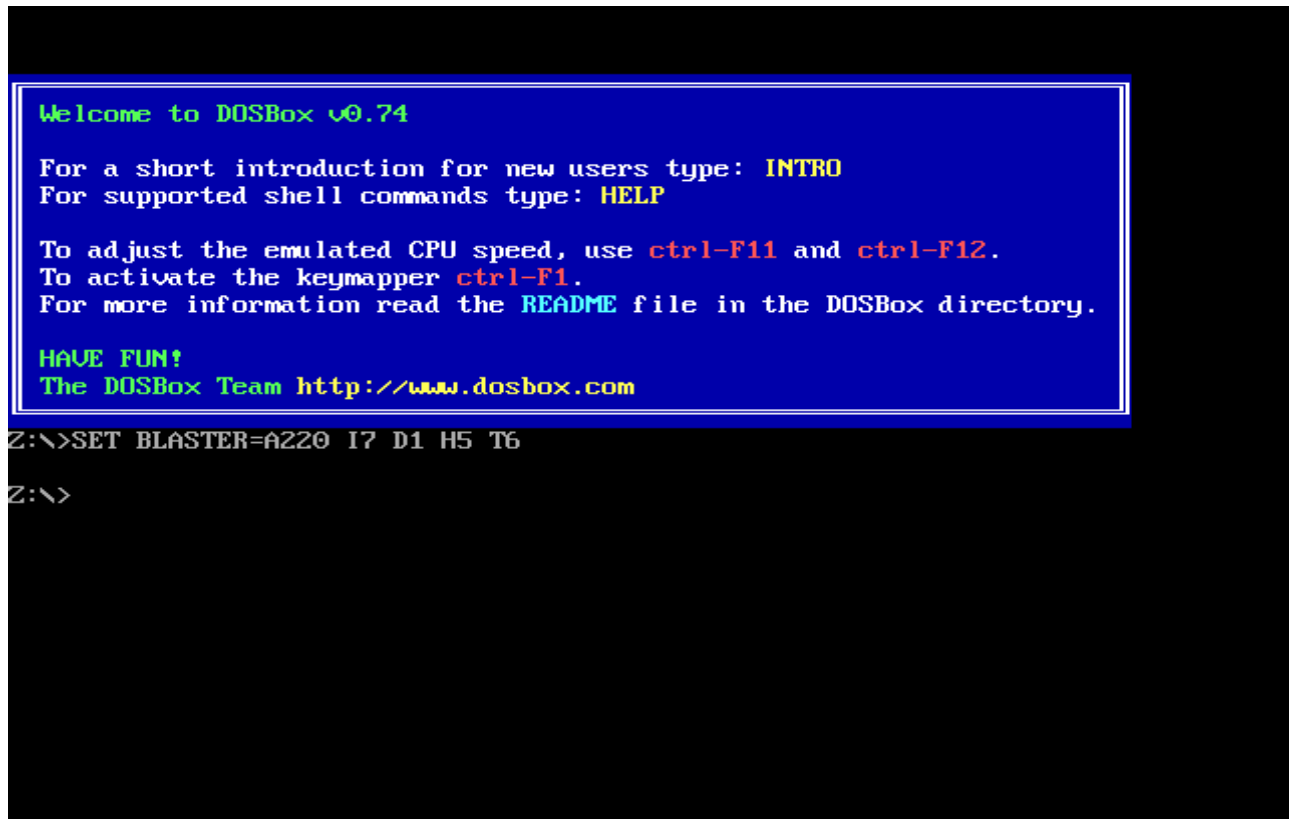 Welcome to DOSBox v0.74
For a short introduction for new users type: INTRO
For supported shell commands type: HELP
To adjust the emulated CPU speed, use ctrl-F11 and ctrl-F12.
To activate the keymapper ctrl-F1.
For more information read the README file in the DOSBox directory.
HAVE FUN!
The DOSBox Team http://www.dosbox.com
Z:\>SET BLASTER=A220 I7 D1 H5 T6
Z:\>